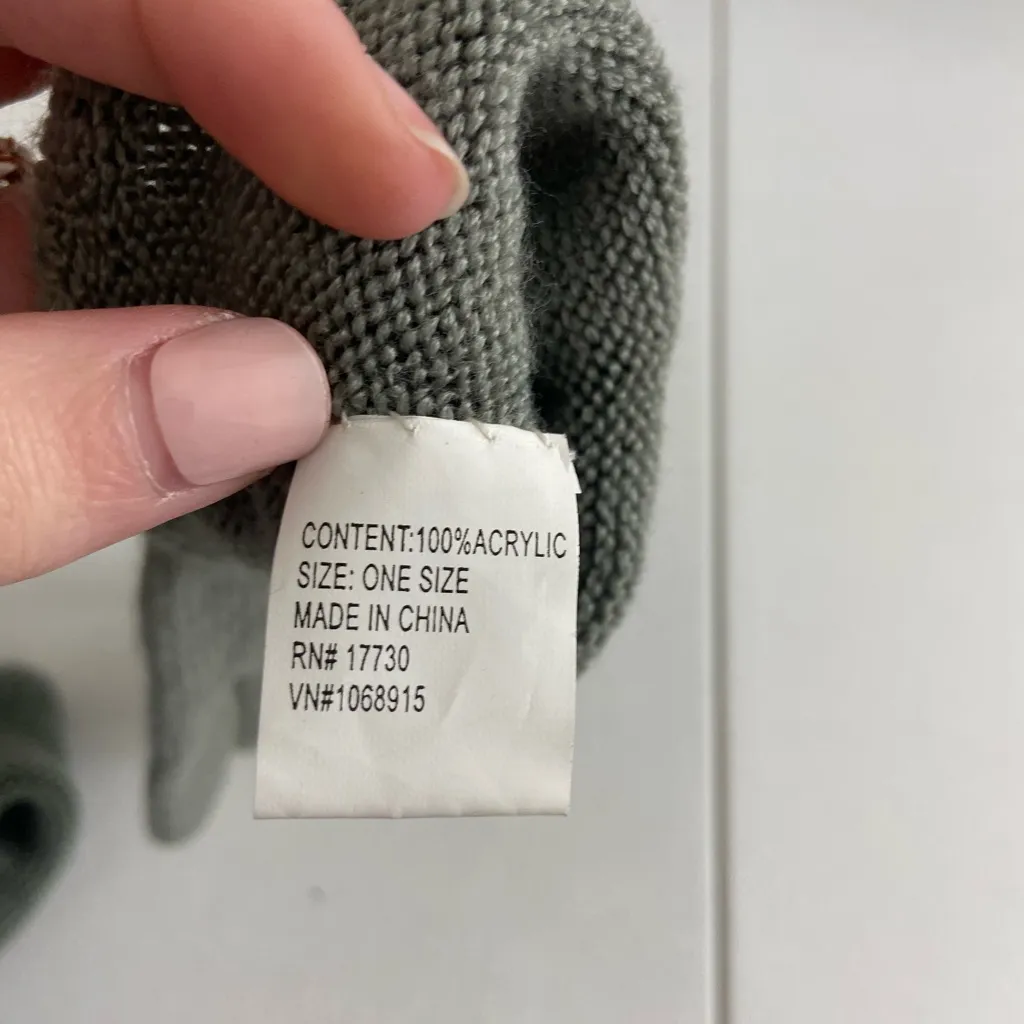 CONTENT:100%ACRYLIC
SIZE: ONE SIZE
MADE IN CHINA
RN# 17730
VN#1068915